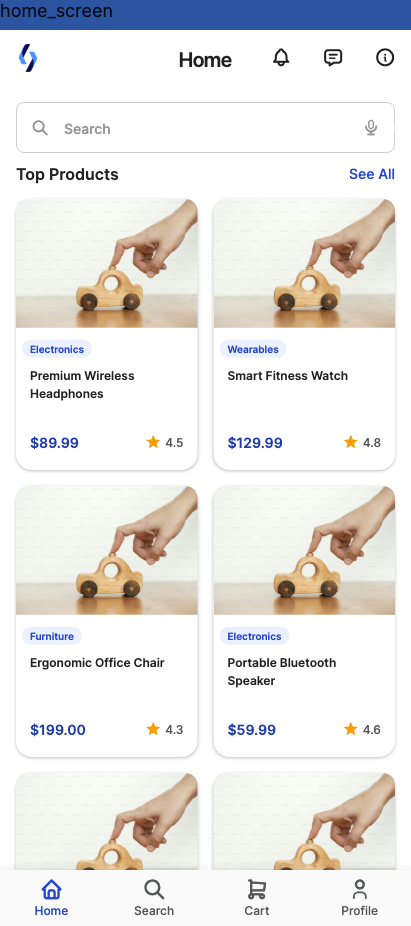 home_screen
Home
Search
Top Products
See All
Electronics
Premium Wireless
Headphones
$89.99
4.5
Wearables
Smart Fitness Watch
$129.99
4.8
Furniture
Ergonomic Office Chair
$199.00
4.3
Electronics
Portable Bluetooth
Speaker
$59.99
4.6
Home
Search
Cart
Profile